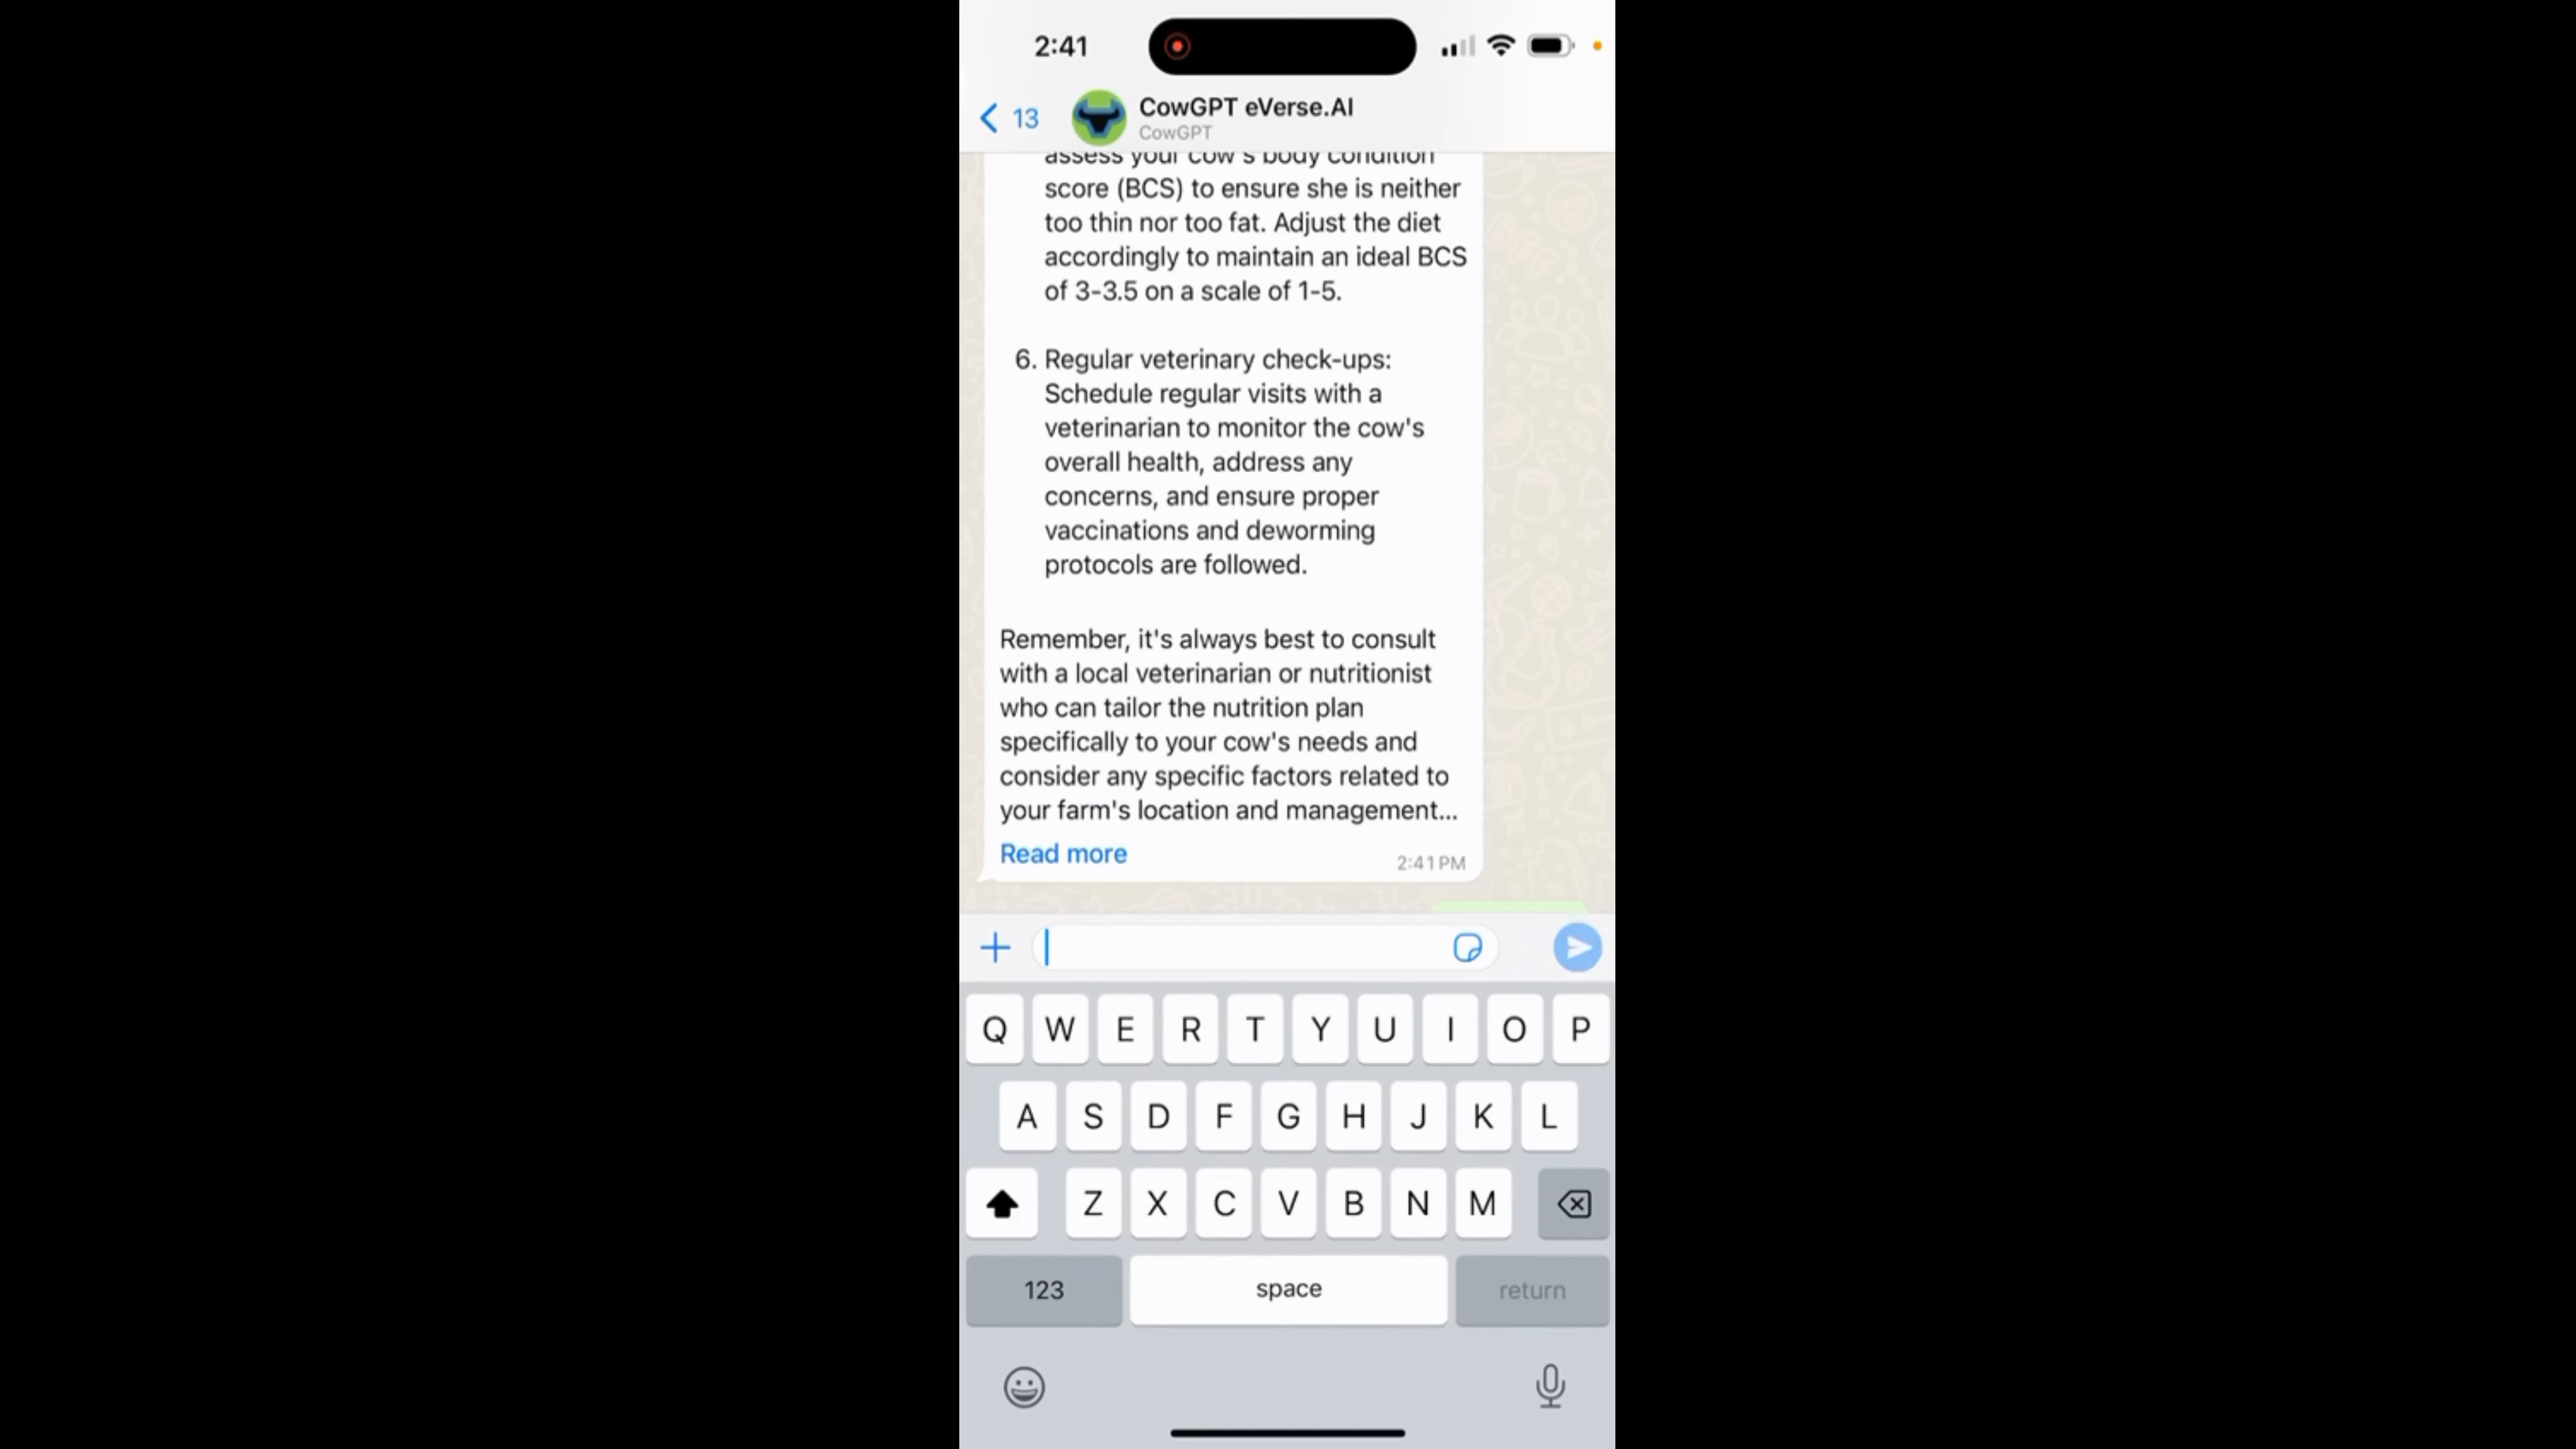 2:41
13
CowGPT eVerse.AI
CowGPT
assess your cow's body condition
score (BCS) to ensure she is neither
too thin nor too fat. Adjust the diet
accordingly to maintain an ideal BCS
of 3-3.5 on a scale of 1-5.
6. Regular veterinary check-ups:
Schedule regular visits with a
veterinarian to monitor the cow's
overall health, address any
concerns, and ensure proper
vaccinations and deworming
protocols are followed.
Remember, it's always best to consult
with a local veterinarian or nutritionist
who can tailor the nutrition plan
specifically to your cow's needs and
consider any specific factors related to
your farm's location and management...
Read more
2:41 PM
Q W E R T Y U I O P
A S D F G H J K L
Z X C V B N M
123 space return